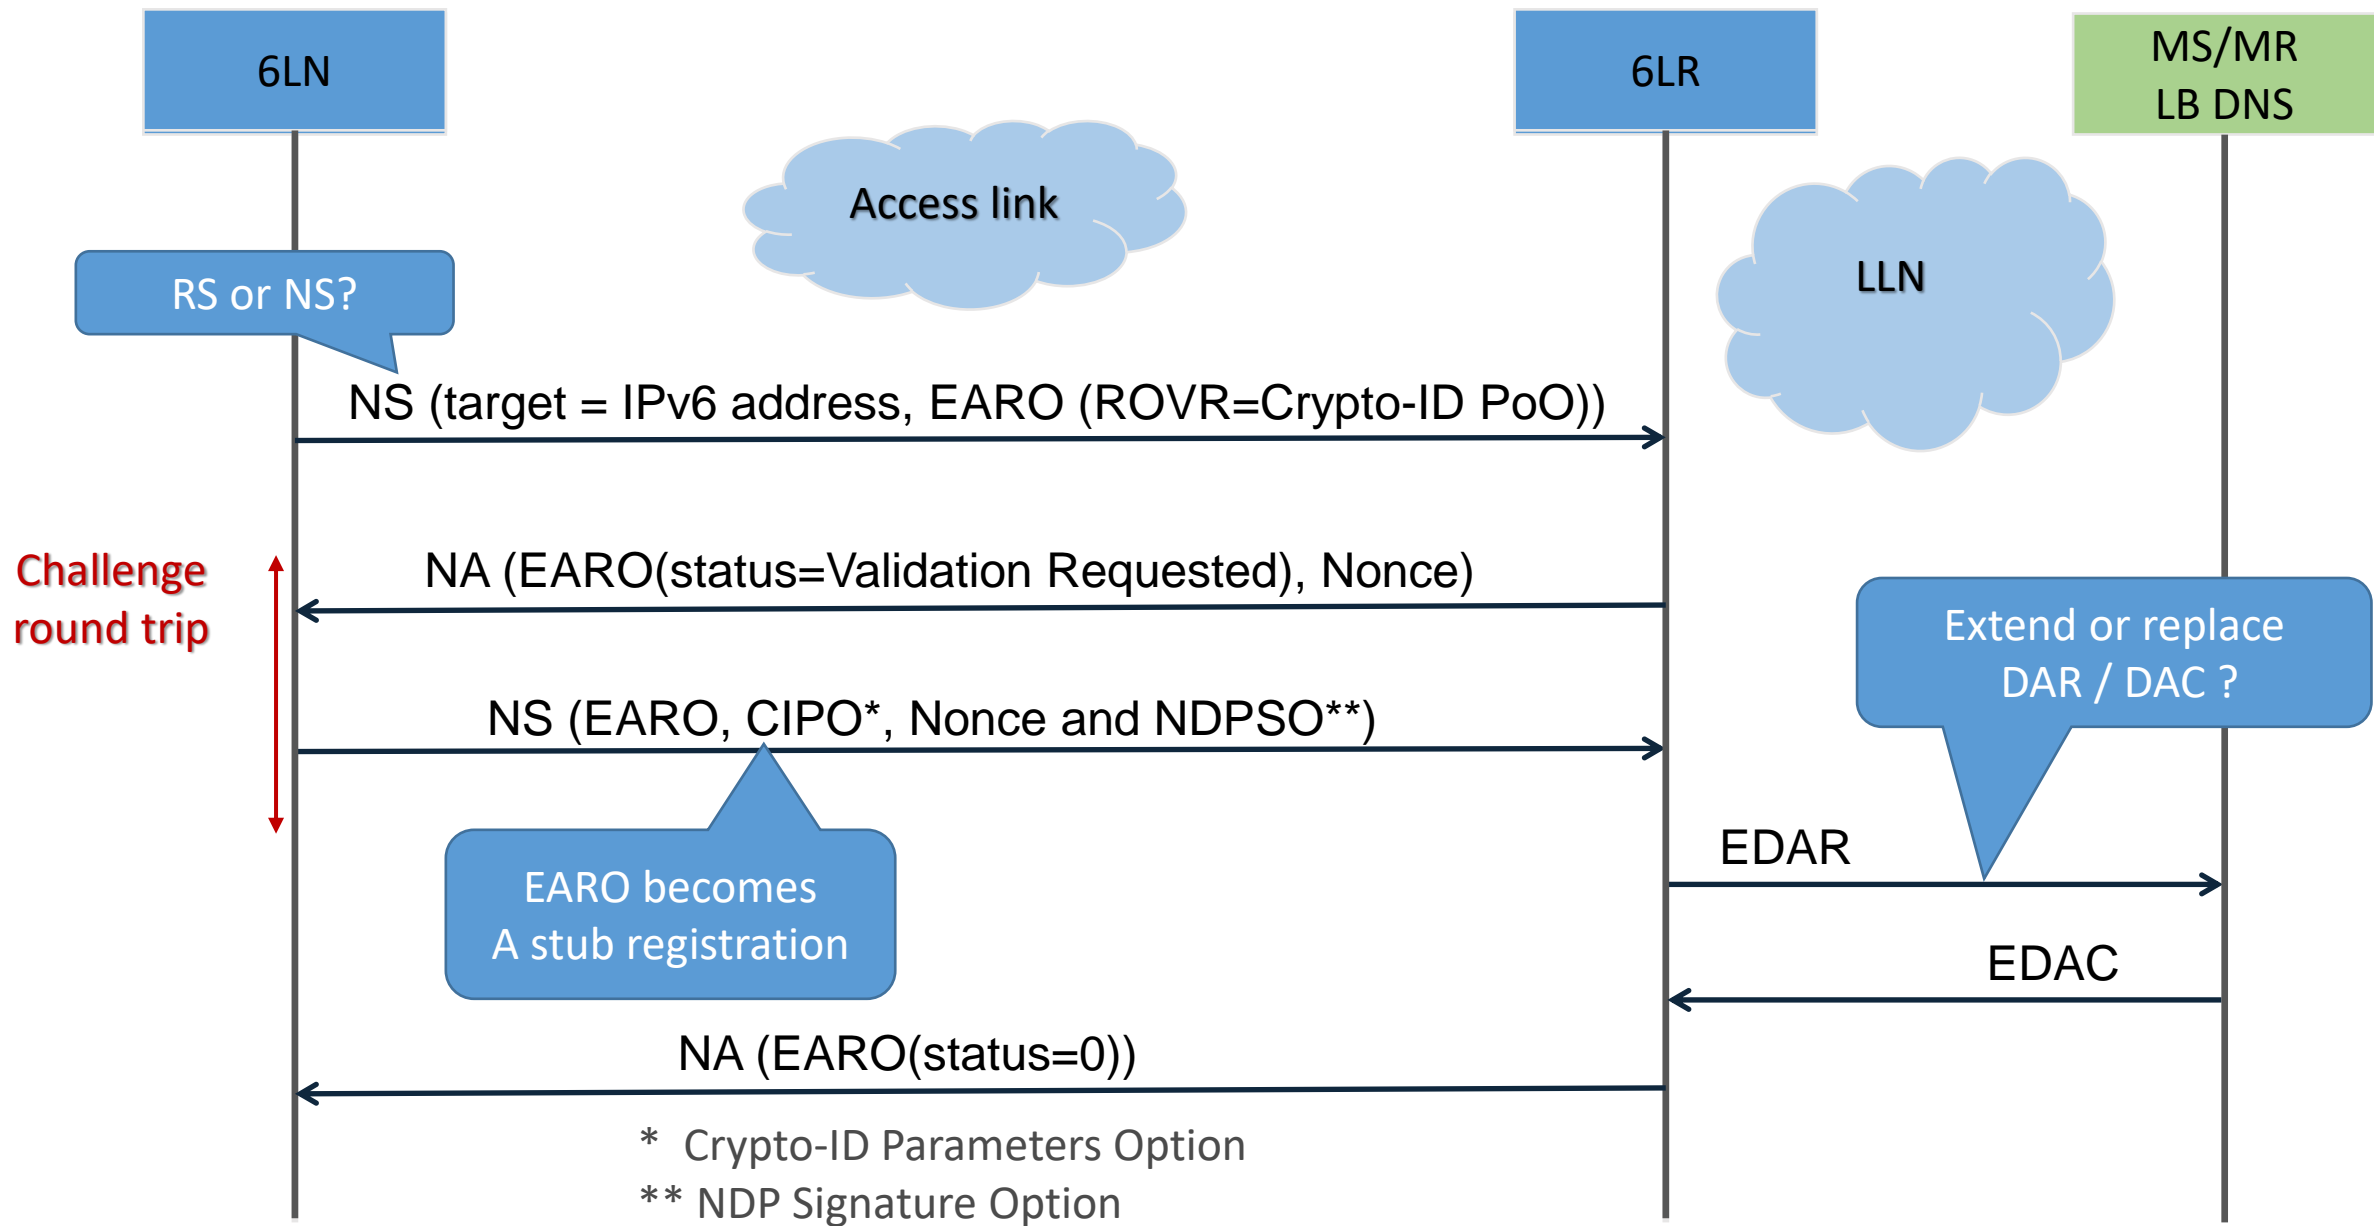 6LN
6LR
MS/MR
LB DNS
Access link
LLN
RS or NS?
NS (target = IPv6 address, EARO (ROVR=Crypto-ID PoO))
Challenge
round trip
NA (EARO(status=Validation Requested), Nonce)
Extend or replace
DAR / DAC ?
NS (EARO, CIPO*, Nonce and NDPSO**)
EARO becomes
A stub registration
EDAR
EDAC
NA (EARO(status=0))
* Crypto-ID Parameters Option
** NDP Signature Option